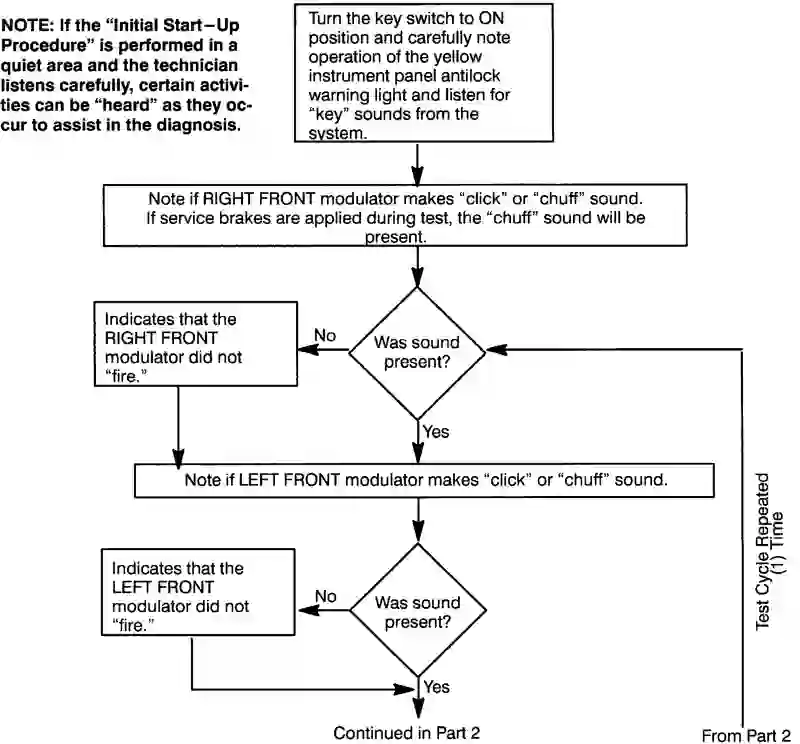 NOTE: If the “Initial Start–Up
Procedure” is performed in a
quiet area and the technician
listens carefully, certain activi-
ties can be “heard” as they oc-
cur to assist in the diagnosis.
Turn the key switch to ON
position and carefully note
operation of the yellow
instrument panel antilock
warning light and listen for
“key” sounds from the
system.
Note if RIGHT FRONT modulator makes “click” or “chuff” sound.
If service brakes are applied during test, the “chuff” sound will be
present.
Was sound
present?
No
Indicates that the
RIGHT FRONT
modulator did not
“fire.”
Yes
Note if LEFT FRONT modulator makes “click” or “chuff” sound.
Was sound
present?
No
Indicates that the
LEFT FRONT
modulator did not
“fire.”
Yes
Continued in Part 2
Test Cycle Repeated
(1) Time
From Part 2